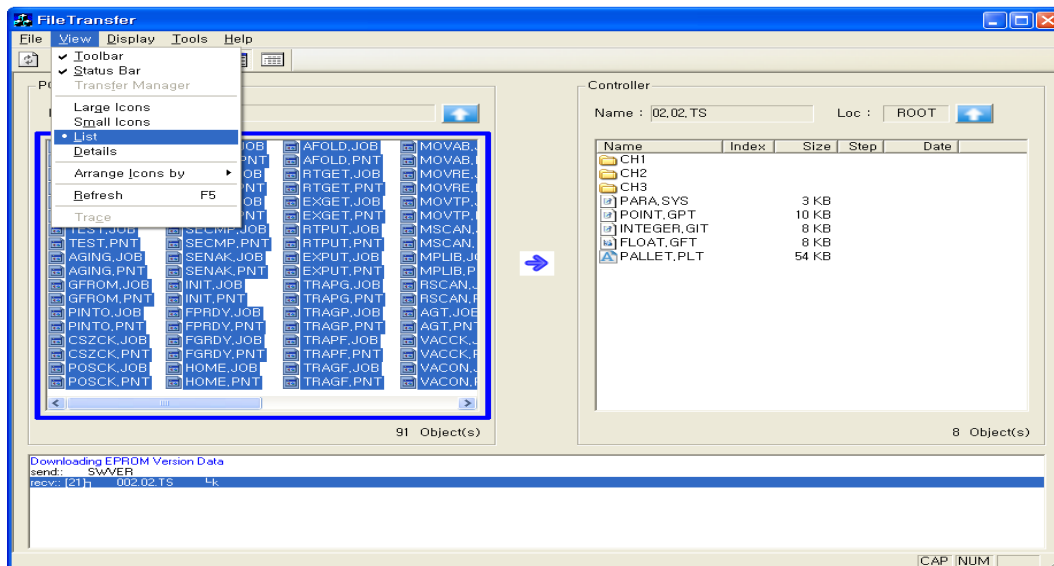 FileTransfer
File View Display Tools Help
Toolbar
Status Bar
Transfer Manager
Large Icons
Small Icons
List
Details
Arrange Icons by
Refresh F5
Trace
JOB AFOLD,JOB MOVAB,
PNT AFOLD,PNT MOVAB,
OB RTGET,JOB MOVRE,
PNT RTGET,PNT MOVRE,
OB EXGET,JOB MOVTP,
NT EXGET,PNT MOVTP,
TEST,JOB SECMP,JOB RTPUT,JOB MSCAN,
TEST,PNT SECMP,PNT RTPUT,PNT MSCAN,
AGING,JOB SENAK,JOB EXPUT,JOB MPLIB,J
AGING,PNT SENAK,PNT EXPUT,PNT MPLIB,P
GFROM,JOB INIT,JOB TRAPG,JOB RSCAN,
GFROM,PNT INIT,PNT TRAPG,PNT RSCAN,
PINTO,JOB FPRDY,JOB TRAGP,JOB AGT,JOB
PINTO,PNT FPRDY,PNT TRAGP,PNT AGT,PN
CSZCK,JOB FGRDY,JOB TRAPF,JOB VACCK,
CSZCK,PNT FGRDY,PNT TRAPF,PNT VACCK,
POSCK,JOB HOME,JOB TRAGF,JOB VACON,
POSCK,PNT HOME,PNT TRAGF,PNT VACON,
91 Object(s)
Controller
Name : 02,02,TS Loc : ROOT
Name Index Size Step Date
CH1
CH2
CH3
PARA,SYS 3 KB
POINT,GPT 10 KB
INTEGER,GIT 8 KB
FLOAT,GFT 8 KB
PALLET,PLT 54 KB
8 Object(s)
Downloading EPROM Version Data
send:: SWVER
recv:: [21]┐ 002.02.TS └k
CAP NUM